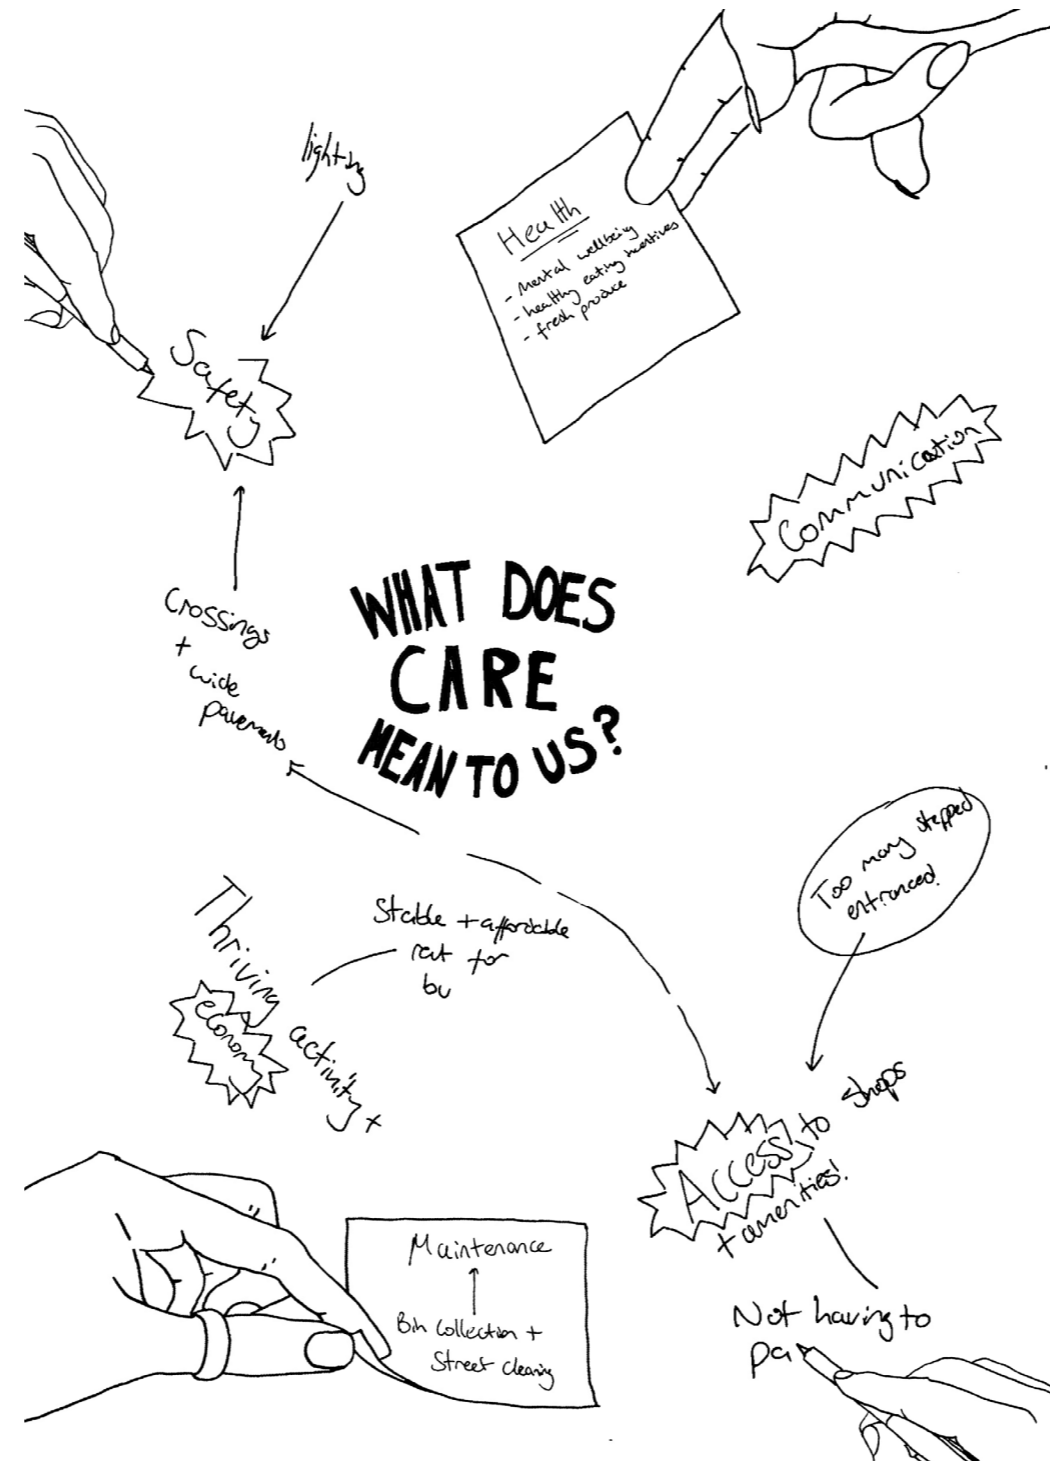 lighting
Health
- Mental wellbeing
- healthy eating incentives
- fresh produce
Safety
Communication
WHAT DOES
CARE
MEAN TO US?
Crossings
+
wide
pavements
Too many stepped
entranced!
Stable + affordable
rent for
bu
Thriving
economy
activity +
Access to shops
+ amenities!
Maintenance
Bin collection +
Street cleaning
Not having to
pa